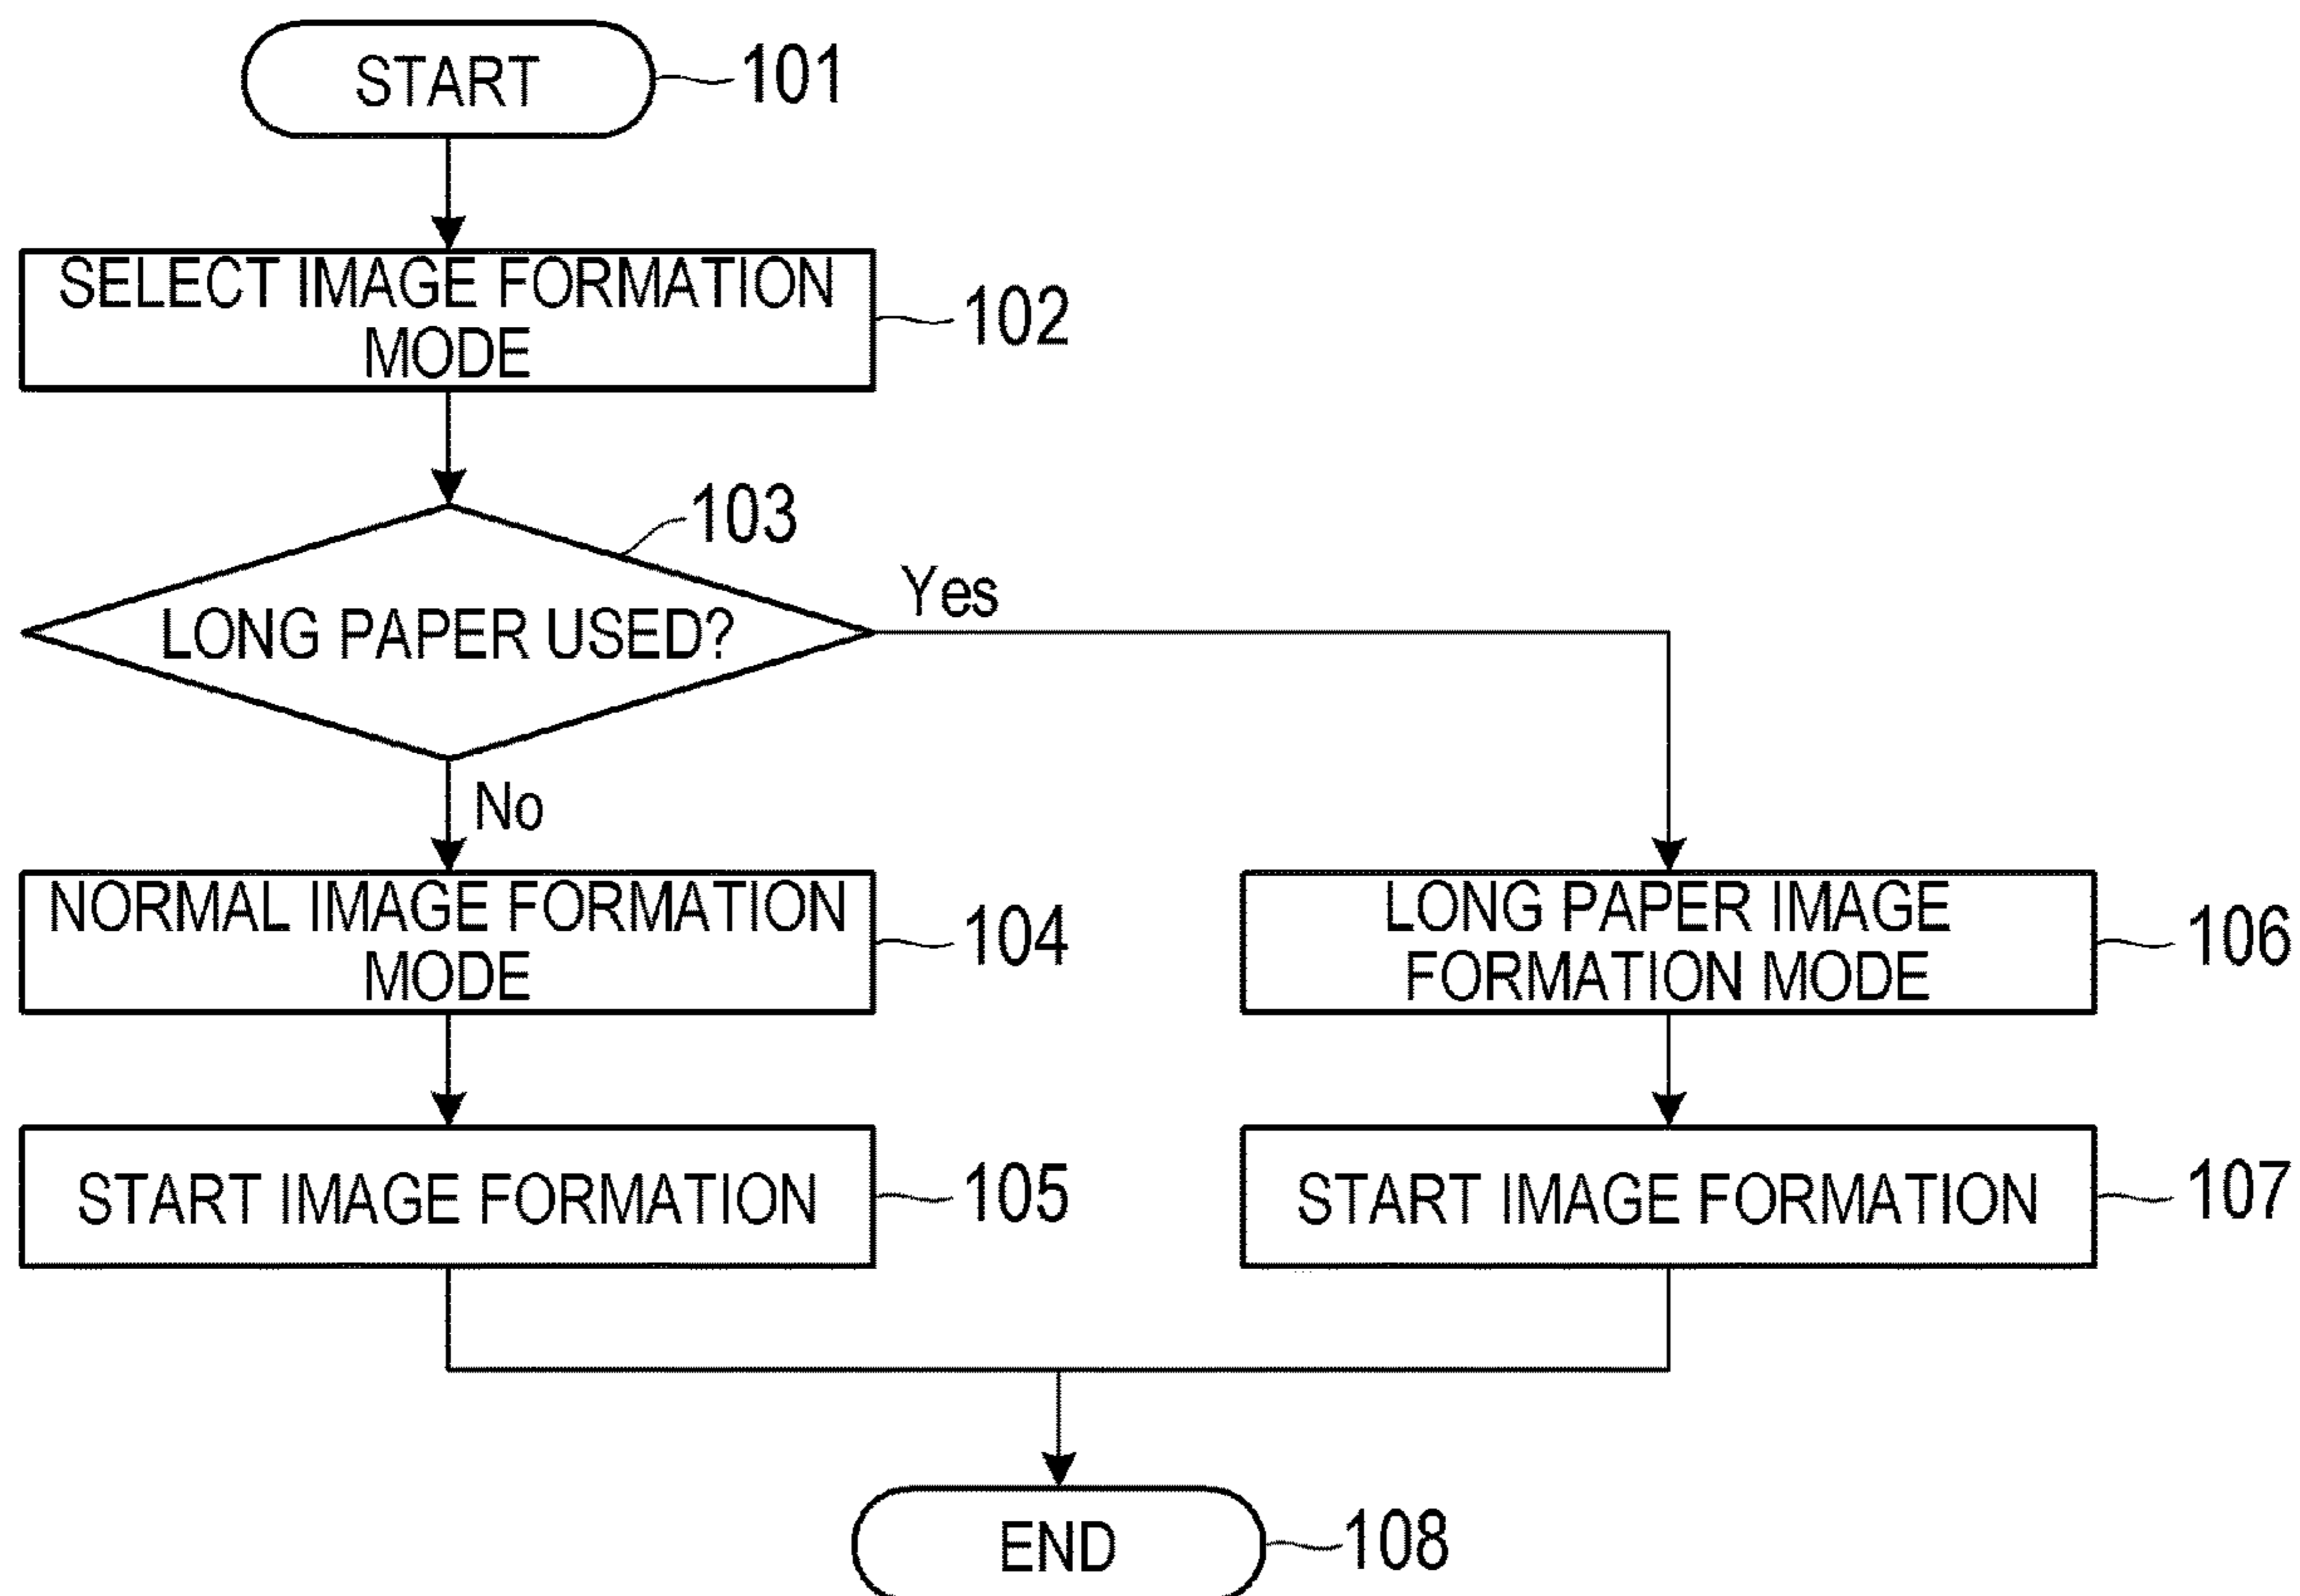 START
101
SELECT IMAGE FORMATION
MODE
102
103
LONG PAPER USED?
Yes
No
NORMAL IMAGE FORMATION
MODE
104
LONG PAPER IMAGE
FORMATION MODE
106
START IMAGE FORMATION
105
START IMAGE FORMATION
107
END
108